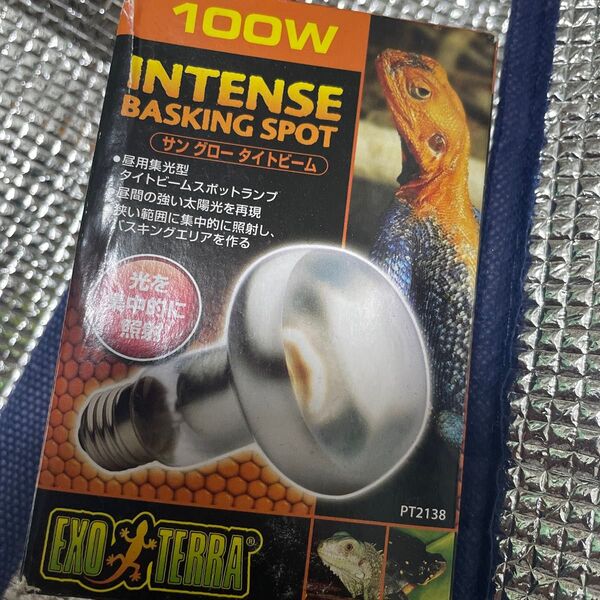 100W
INTENSE
BASKING SPOT
サン グロー タイトビーム
●昼用集光型
タイトビームスポットランプ
●昼間の強い太陽光を再現
●狭い範囲に集中的に照射し、
バスキングエリアを作る
光を
集中的に
照射
PT2138
EXO TERRA®